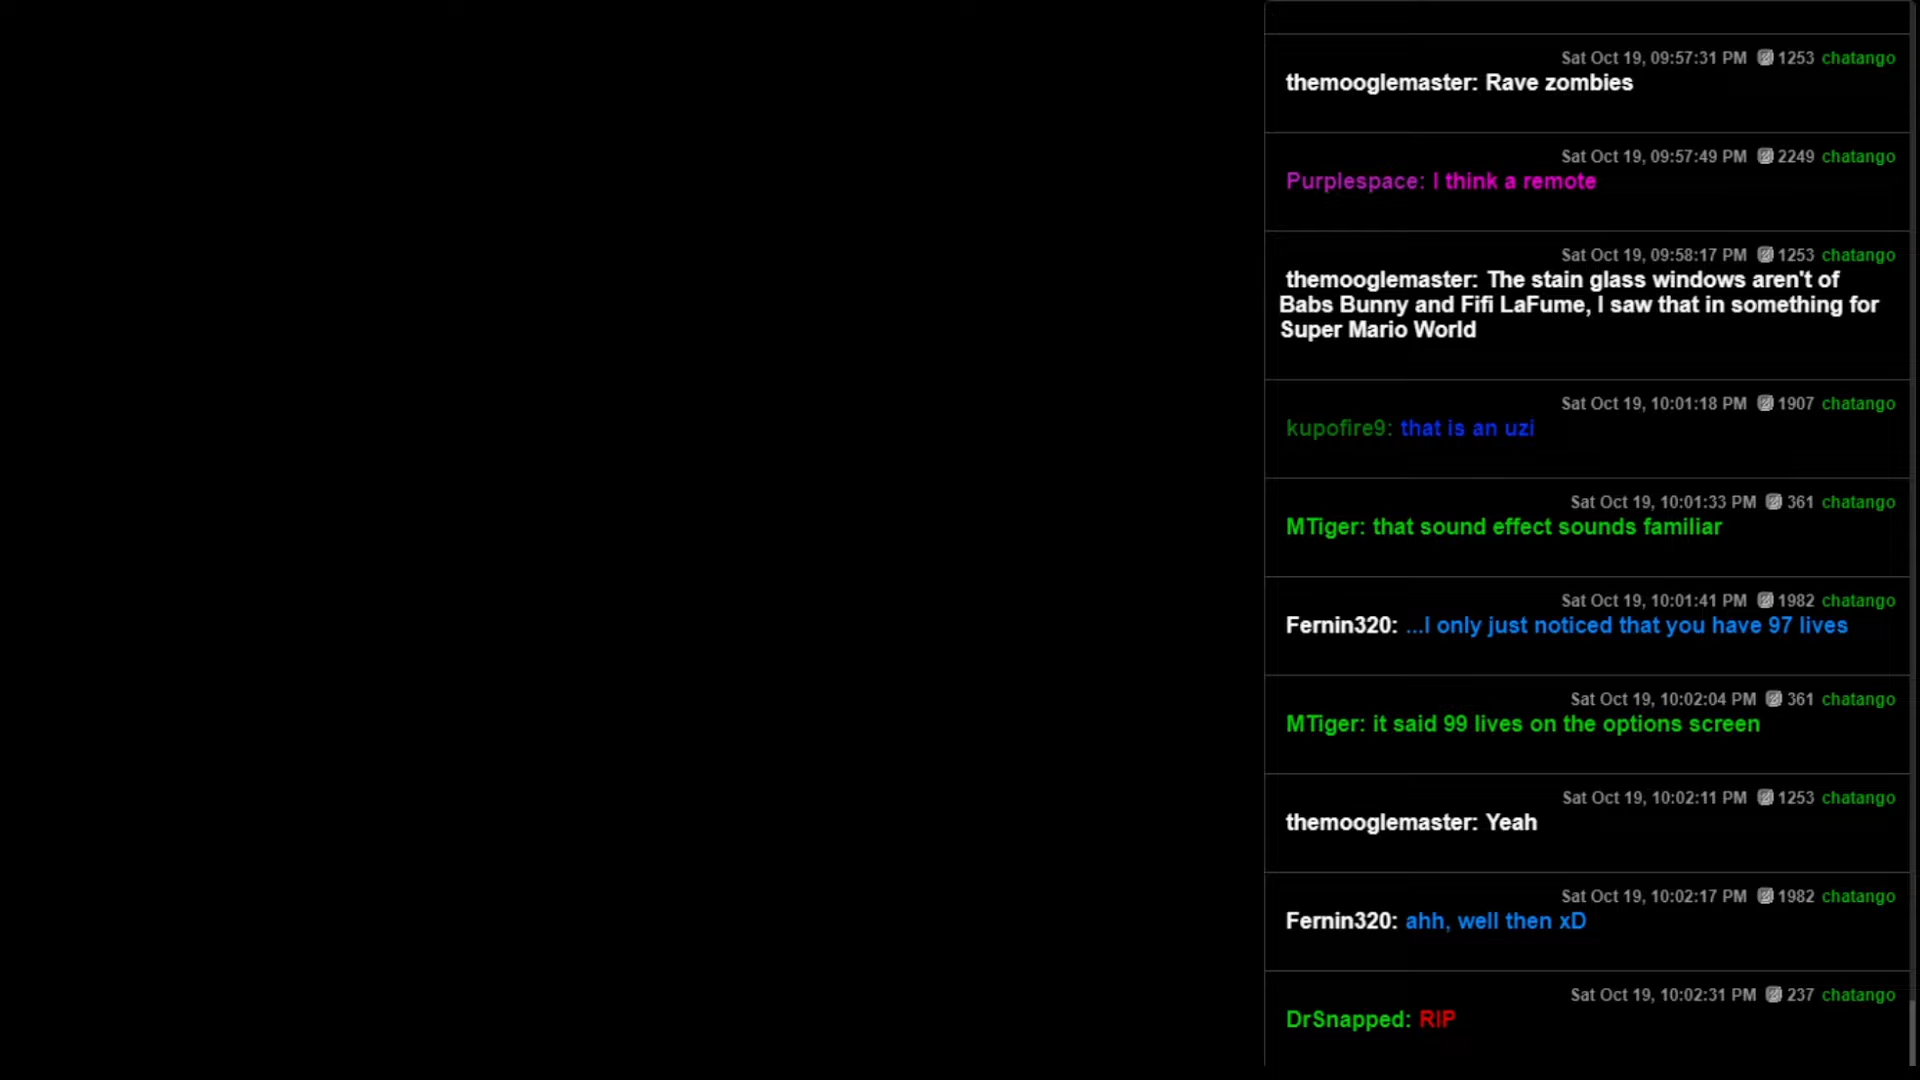 Sat Oct 19, 09:57:31 PM 1253 chatango
themooglemaster: Rave zombies
Sat Oct 19, 09:57:49 PM 2249 chatango
Purplespace: I think a remote
Sat Oct 19, 09:58:17 PM 1253 chatango
themooglemaster: The stain glass windows aren't of
Babs Bunny and Fifi LaFume, I saw that in something for
Super Mario World
Sat Oct 19, 10:01:18 PM 1907 chatango
kupofire9: that is an uzi
Sat Oct 19, 10:01:33 PM 361 chatango
MTiger: that sound effect sounds familiar
Sat Oct 19, 10:01:41 PM 1982 chatango
Fernin320: ...I only just noticed that you have 97 lives
Sat Oct 19, 10:02:04 PM 361 chatango
MTiger: it said 99 lives on the options screen
Sat Oct 19, 10:02:11 PM 1253 chatango
themooglemaster: Yeah
Sat Oct 19, 10:02:17 PM 1982 chatango
Fernin320: ahh, well then xD
Sat Oct 19, 10:02:31 PM 237 chatango
DrSnapped: RIP